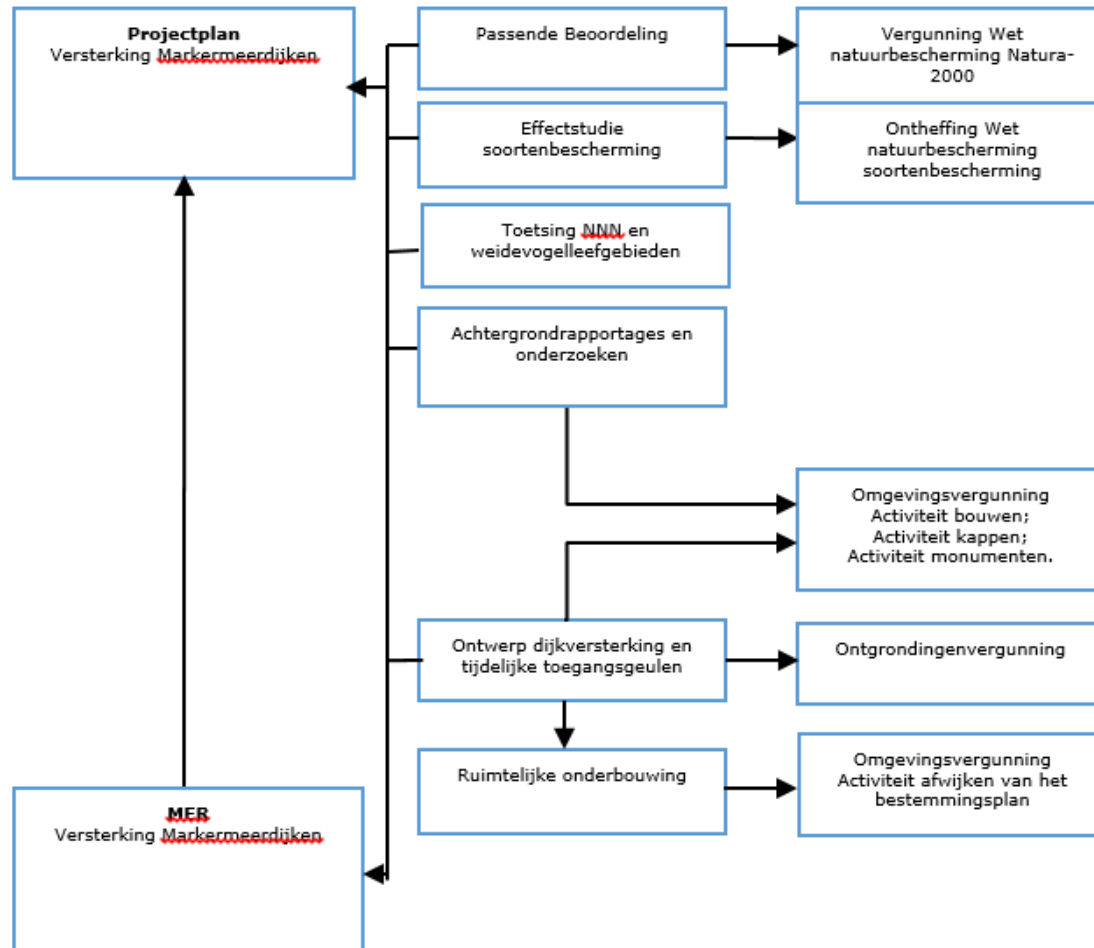 Projectplan
Versterking Markermeerdijken
Passende Beoordeling
Vergunning Wet
natuurbescherming Natura-
2000
Effectstudie
soortenbescherming
Ontheffing Wet
natuurbescherming
soortenbescherming
Toetsing NNN en
weidevogelleefgebieden
Achtergrondrapportages en
onderzoeken
Omgevingsvergunning
Activiteit bouwen;
Activiteit kappen;
Activiteit monumenten.
Ontwerp dijkversterking en
tijdelijke toegangsgeulen
Ontgrondingenvergunning
Ruimtelijke onderbouwing
Omgevingsvergunning
Activiteit afwijken van het
bestemmingsplan
MER
Versterking Markermeerdijken